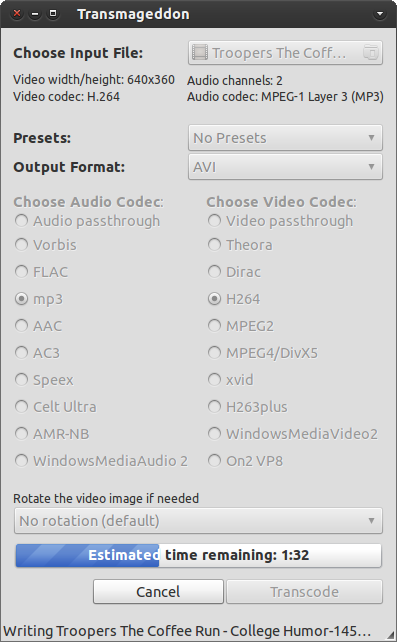 Transmageddon
Choose Input File: Troopers The Coff...
Video width/height: 640x360 Audio channels: 2
Video codec: H.264 Audio codec: MPEG-1 Layer 3 (MP3)
Presets: No Presets
Output Format: AVI
Choose Audio Codec: Choose Video Codec:
Audio passthrough Video passthrough
Vorbis Theora
FLAC Dirac
mp3 H264
AAC MPEG2
AC3 MPEG4/DivX5
Speex xvid
Celt Ultra H263plus
AMR-NB WindowsMediaVideo2
WindowsMediaAudio 2 On2 VP8
Rotate the video image if needed
No rotation (default)
Estimated time remaining: 1:32
Cancel Transcode
Writing Troopers The Coffee Run - College Humor-145...